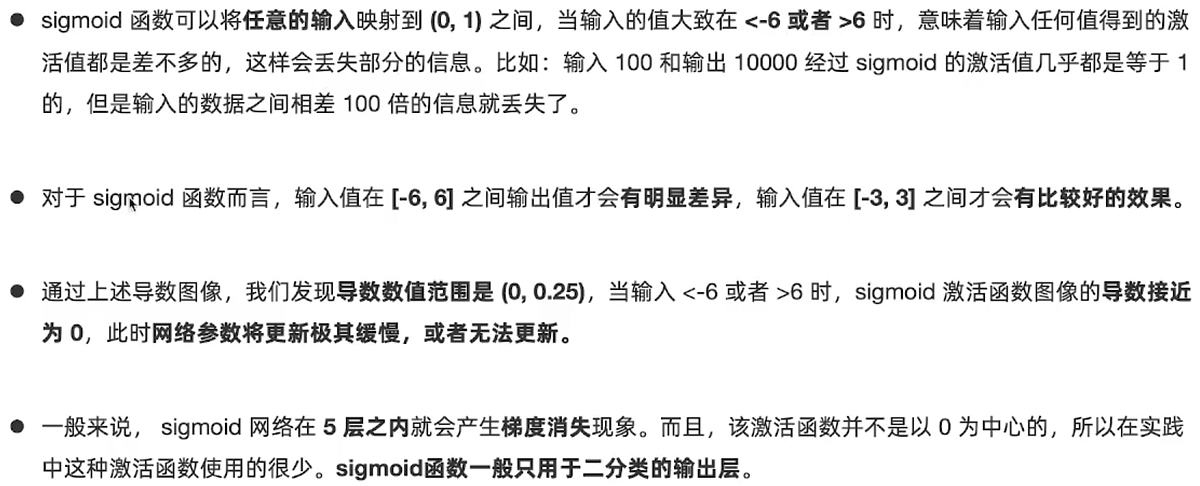 ● sigmoid 函数可以将任意的输入映射到 (0, 1) 之间，当输入的值大致在 <-6 或者 >6 时，意味着输入任何值得到的激
活值都是差不多的，这样会丢失部分的信息。比如：输入 100 和输出 10000 经过 sigmoid 的激活值几乎都是等于 1
的，但是输入的数据之间相差 100 倍的信息就丢失了。
● 对于 sigmoid 函数而言，输入值在 [-6, 6] 之间输出值才会有明显差异，输入值在 [-3, 3] 之间才会有比较好的效果。
● 通过上述导数图像，我们发现导数数值范围是 (0, 0.25)，当输入 <-6 或者 >6 时，sigmoid 激活函数图像的导数接近
为 0，此时网络参数将更新极其缓慢，或者无法更新。
● 一般来说， sigmoid 网络在 5 层之内就会产生梯度消失现象。而且，该激活函数并不是以 0 为中心的，所以在实践
中这种激活函数使用的很少。sigmoid函数一般只用于二分类的输出层。